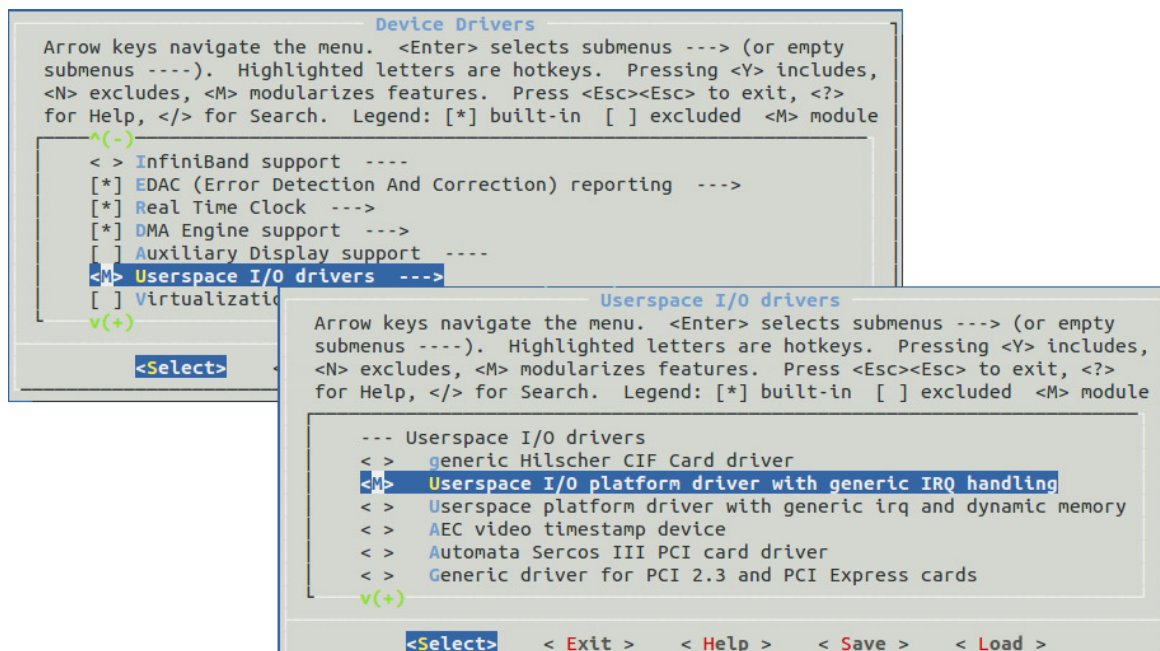 Device Drivers
Arrow keys navigate the menu.  <Enter> selects submenus ---> (or empty
submenus ----).  Highlighted letters are hotkeys.  Pressing <Y> includes,
<N> excludes, <M> modularizes features.  Press <Esc><Esc> to exit, <?>
for Help, </> for Search.  Legend: [*] built-in  [ ] excluded  <M> module
^(-)
< > InfiniBand support  ----
[*] EDAC (Error Detection And Correction) reporting  --->
[*] Real Time Clock  --->
[*] DMA Engine support  --->
[ ] Auxiliary Display support  ----
<M> Userspace I/O drivers  --->
[ ]
v(+)
<Select>
Userspace I/O drivers
Arrow keys navigate the menu.  <Enter> selects submenus ---> (or empty
submenus ----).  Highlighted letters are hotkeys.  Pressing <Y> includes,
<N> excludes, <M> modularizes features.  Press <Esc><Esc> to exit, <?>
for Help, </> for Search.  Legend: [*] built-in  [ ] excluded  <M> module
--- Userspace I/O drivers
< >   generic Hilscher CIF Card driver
<M>   Userspace I/O platform driver with generic IRQ handling
< >   Userspace platform driver with generic irq and dynamic memory
< >   AEC video timestamp device
< >   Automata Sercos III PCI card driver
< >   Generic driver for PCI 2.3 and PCI Express cards
v(+)
<Select>    < Exit >    < Help >    < Save >    < Load >